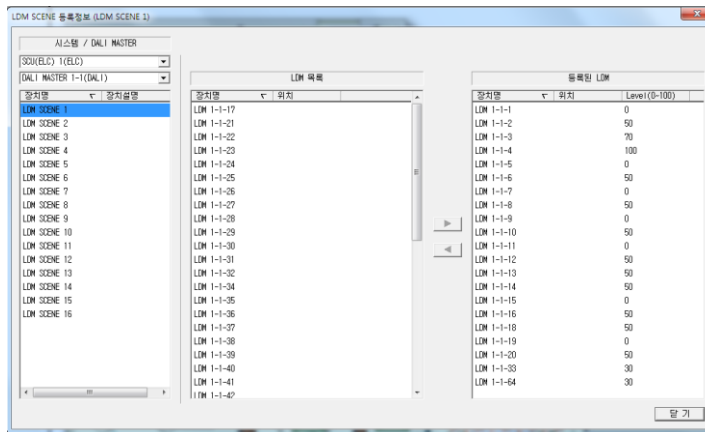 LDM SCENE 등록정보 (LDM SCENE 1)
시스템 / DALI MASTER
SCU(ELC) 1(ELC)
DALI MASTER 1-1(DALI)
장치명 장치설명
LDM SCENE 1
LDM SCENE 2
LDM SCENE 3
LDM SCENE 4
LDM SCENE 5
LDM SCENE 6
LDM SCENE 7
LDM SCENE 8
LDM SCENE 9
LDM SCENE 10
LDM SCENE 11
LDM SCENE 12
LDM SCENE 13
LDM SCENE 14
LDM SCENE 15
LDM SCENE 16
LDM 목록
장치명 위치
LDM 1-1-17
LDM 1-1-21
LDM 1-1-22
LDM 1-1-23
LDM 1-1-24
LDM 1-1-25
LDM 1-1-26
LDM 1-1-27
LDM 1-1-28
LDM 1-1-29
LDM 1-1-30
LDM 1-1-31
LDM 1-1-32
LDM 1-1-34
LDM 1-1-35
LDM 1-1-36
LDM 1-1-37
LDM 1-1-38
LDM 1-1-39
LDM 1-1-40
LDM 1-1-41
LDM 1-1-42
등록된 LDM
장치명 위치 Level(0-100)
LDM 1-1-1 0
LDM 1-1-2 50
LDM 1-1-3 70
LDM 1-1-4 100
LDM 1-1-5 0
LDM 1-1-6 50
LDM 1-1-7 0
LDM 1-1-8 50
LDM 1-1-9 0
LDM 1-1-10 50
LDM 1-1-11 0
LDM 1-1-12 50
LDM 1-1-13 50
LDM 1-1-14 50
LDM 1-1-15 0
LDM 1-1-16 50
LDM 1-1-18 50
LDM 1-1-19 0
LDM 1-1-20 50
LDM 1-1-33 30
LDM 1-1-64 30
닫 기